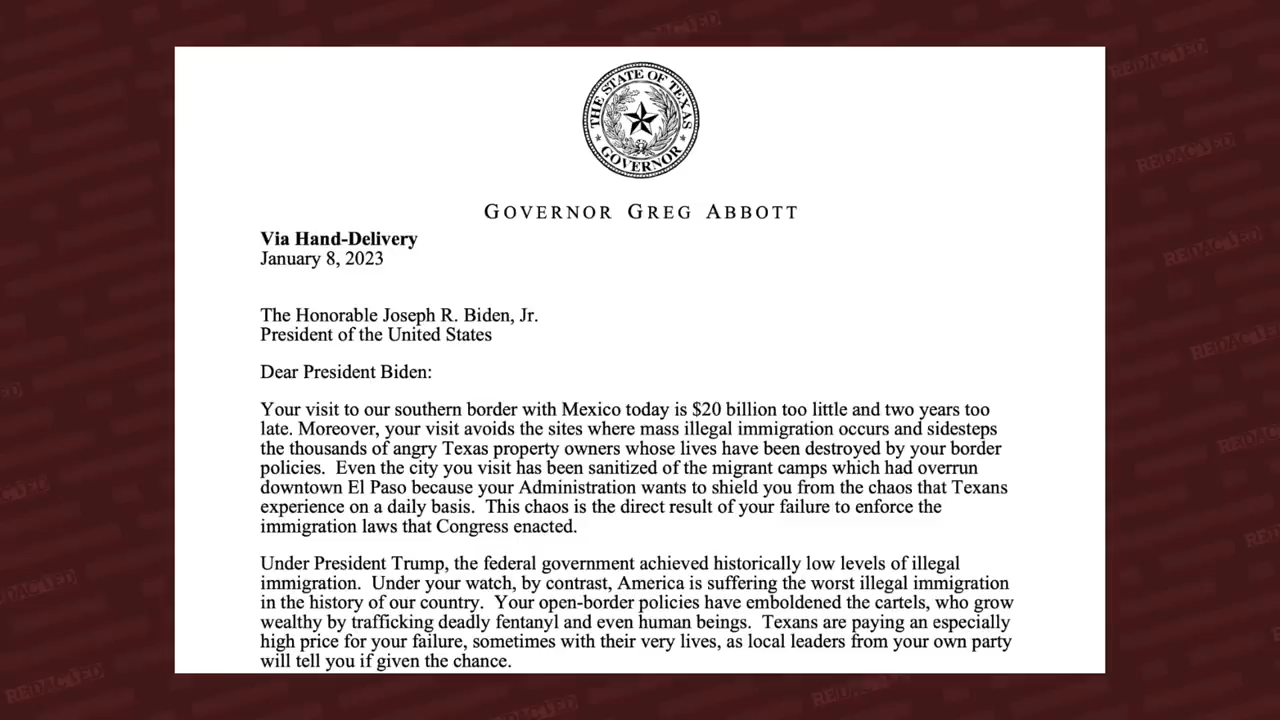 REDAC1ED
REDAC1ED
THE STATE OF TEXAS
GOVERNOR
GOVERNOR GREG ABBOTT
Via Hand-Delivery
January 8, 2023
The Honorable Joseph R. Biden, Jr.
President of the United States
Dear President Biden:
Your visit to our southern border with Mexico today is $20 billion too little and two years too
late. Moreover, your visit avoids the sites where mass illegal immigration occurs and sidesteps
the thousands of angry Texas property owners whose lives have been destroyed by your border
policies. Even the city you visit has been sanitized of the migrant camps which had overrun
downtown El Paso because your Administration wants to shield you from the chaos that Texans
experience on a daily basis. This chaos is the direct result of your failure to enforce the
immigration laws that Congress enacted.
Under President Trump, the federal government achieved historically low levels of illegal
immigration. Under your watch, by contrast, America is suffering the worst illegal immigration
in the history of our country. Your open-border policies have emboldened the cartels, who grow
wealthy by trafficking deadly fentanyl and even human beings. Texans are paying an especially
high price for your failure, sometimes with their very lives, as local leaders from your own party
will tell you if given the chance.